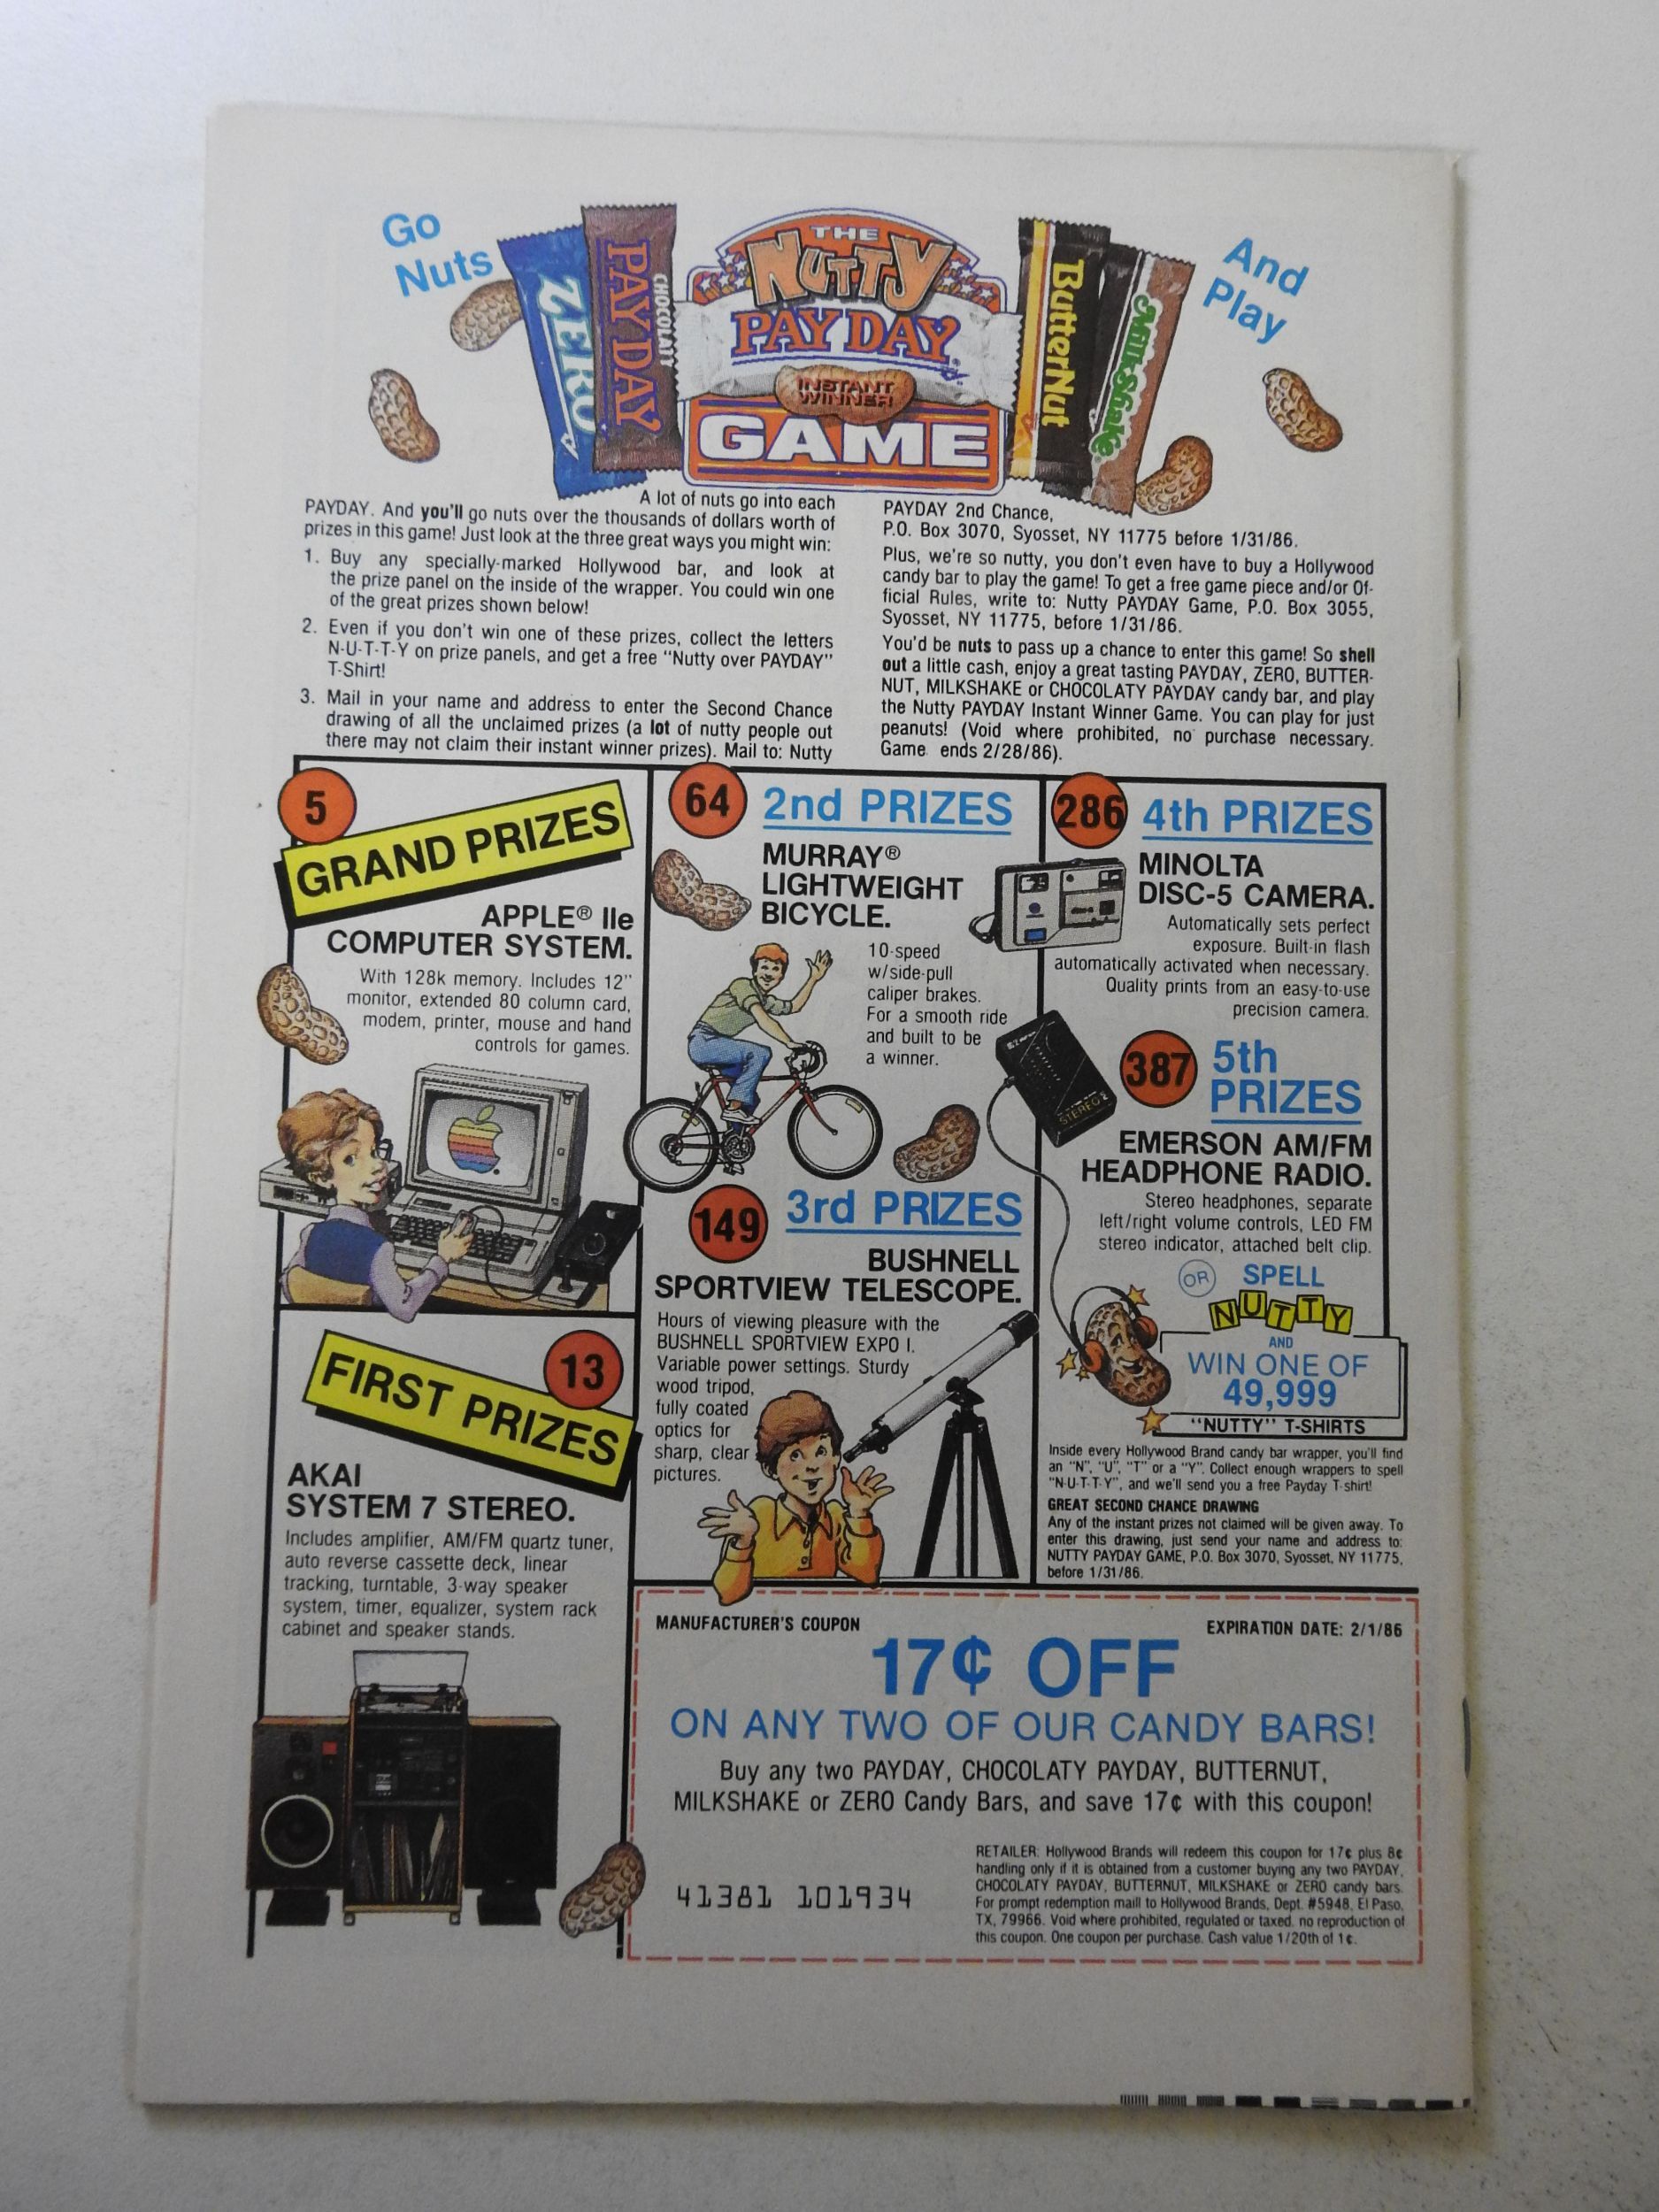 Go
Nuts
And
Play
ZERO
CHOCOLATY
PAY DAY
THE
NUTTY
PAY DAY
INSTANT
WINNER!
GAME
ButterNut
Milk Shake
A lot of nuts go into each
PAYDAY. And you'll go nuts over the thousands of dollars worth of
prizes in this game! Just look at the three great ways you might win:
1. Buy any specially-marked Hollywood bar, and look at
the prize panel on the inside of the wrapper. You could win one
of the great prizes shown below!
2. Even if you don't win one of these prizes, collect the letters
N-U-T-T-Y on prize panels, and get a free "Nutty over PAYDAY"
T-Shirt!
3. Mail in your name and address to enter the Second Chance
drawing of all the unclaimed prizes (a lot of nutty people out
there may not claim their instant winner prizes). Mail to: Nutty
PAYDAY 2nd Chance,
P.O. Box 3070, Syosset, NY 11775 before 1/31/86.
Plus, we're so nutty, you don't even have to buy a Hollywood
candy bar to play the game! To get a free game piece and/or Of-
ficial Rules, write to: Nutty PAYDAY Game, P.O. Box 3055,
Syosset, NY 11775, before 1/31/86.
You'd be nuts to pass up a chance to enter this game! So shell
out a little cash, enjoy a great tasting PAYDAY, ZERO, BUTTER-
NUT, MILKSHAKE or CHOCOLATY PAYDAY candy bar, and play
the Nutty PAYDAY Instant Winner Game. You can play for just
peanuts! (Void where prohibited, no purchase necessary.
Game ends 2/28/86).
5
GRAND PRIZES
APPLE® IIe
COMPUTER SYSTEM.
With 128k memory. Includes 12"
monitor, extended 80 column card,
modem, printer, mouse and hand
controls for games.
FIRST PRIZES
13
AKAI
SYSTEM 7 STEREO.
Includes amplifier, AM/FM quartz tuner,
auto reverse cassette deck, linear
tracking, turntable, 3-way speaker
system, timer, equalizer, system rack
cabinet and speaker stands.
64
2nd PRIZES
MURRAY®
LIGHTWEIGHT
BICYCLE.
10-speed
w/side-pull
caliper brakes.
For a smooth ride
and built to be
a winner.
149
3rd PRIZES
BUSHNELL
SPORTVIEW TELESCOPE.
Hours of viewing pleasure with the
BUSHNELL SPORTVIEW EXPO I.
Variable power settings. Sturdy
wood tripod,
fully coated
optics for
sharp, clear
pictures.
286
4th PRIZES
MINOLTA
DISC-5 CAMERA.
Automatically sets perfect
exposure. Built-in flash
automatically activated when necessary.
Quality prints from an easy-to-use
precision camera.
STEREO
387
5th
PRIZES
EMERSON AM/FM
HEADPHONE RADIO.
Stereo headphones, separate
left/right volume controls, LED FM
stereo indicator, attached belt clip.
OR
SPELL
NUTTY
AND
WIN ONE OF
49,999
"NUTTY" T-SHIRTS
Inside every Hollywood Brand candy bar wrapper, you'll find
an "N", "U", "T" or a "Y". Collect enough wrappers to spell
"N-U-T-T-Y", and we'll send you a free Payday T-shirt!
GREAT SECOND CHANCE DRAWING
Any of the instant prizes not claimed will be given away. To
enter this drawing, just send your name and address to:
NUTTY PAYDAY GAME, P.O. Box 3070, Syosset, NY 11775,
before 1/31/86.
MANUFACTURER'S COUPON
EXPIRATION DATE: 2/1/86
17¢ OFF
ON ANY TWO OF OUR CANDY BARS!
Buy any two PAYDAY, CHOCOLATY PAYDAY, BUTTERNUT,
MILKSHAKE or ZERO Candy Bars, and save 17¢ with this coupon!
41381 101934
RETAILER: Hollywood Brands will redeem this coupon for 17¢ plus 8¢
handling only if it is obtained from a customer buying any two PAYDAY,
CHOCOLATY PAYDAY, BUTTERNUT, MILKSHAKE or ZERO candy bars.
For prompt redemption maill to Hollywood Brands, Dept. #5948, El Paso,
TX, 79966. Void where prohibited, regulated or taxed. no reproduction of
this coupon. One coupon per purchase. Cash value 1/20th of 1¢.